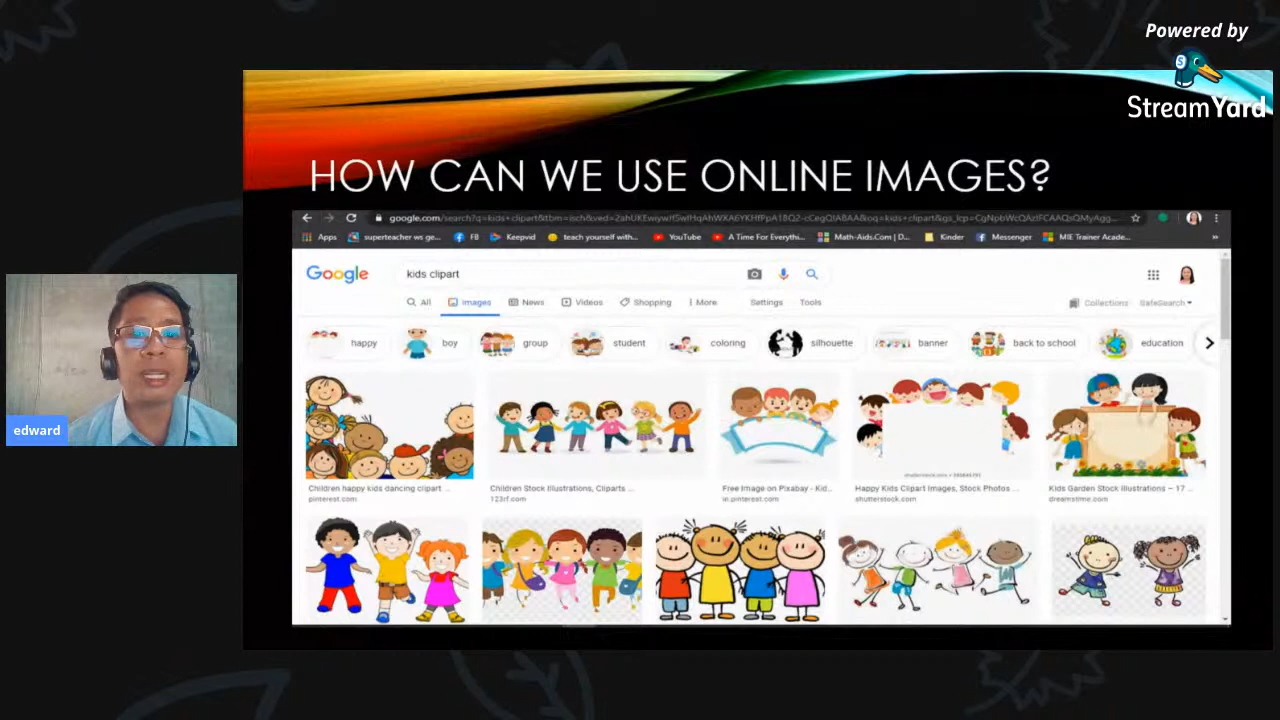 Powered by
StreamYard
HOW CAN WE USE ONLINE IMAGES?
Apps superteacher ws ge... FB Keepvid teach yourself with... YouTube A Time For Everythi... Math-Aids.Com | D... Kinder Messenger MIE Trainer Acade... »
Google kids clipart
All Images News Videos Shopping More Settings Tools Collections SafeSearch
happy boy group student coloring silhouette banner back to school education
Children happy kids dancing clipart ... Children Stock Illustrations, Cliparts ... Free Image on Pixabay - Kid... Happy Kids Clipart Images, Stock Photos ... Kids Garden Stock Illustrations – 17 ...
pinterest.com 123rf.com in.pinterest.com shutterstock.com dreamstime.com
edward